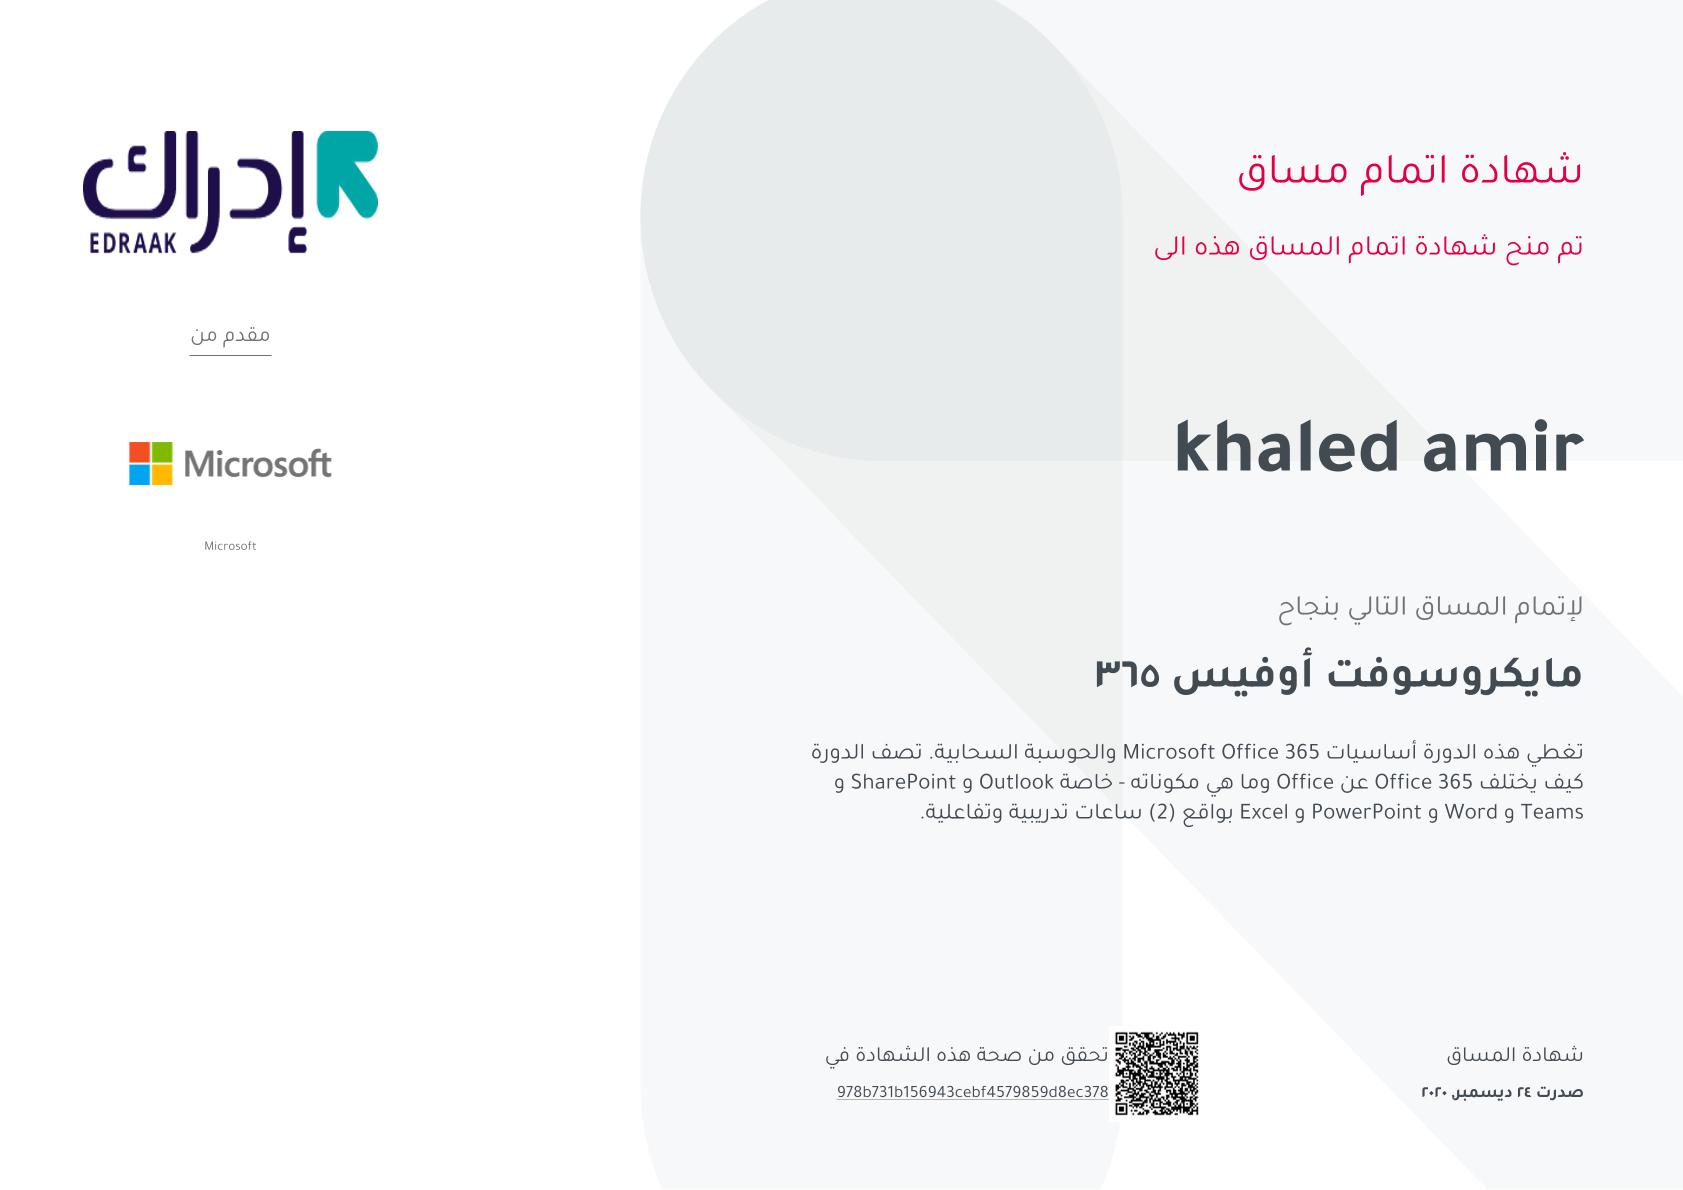 إدراك
EDRAAK
مقدم من
Microsoft
Microsoft
شهادة اتمام مساق
تم منح شهادة اتمام المساق هذه الى
khaled amir
لإتمام المساق التالي بنجاح
مايكروسوفت أوفيس ٣٦٥
تغطي هذه الدورة أساسيات Microsoft Office 365 والحوسبة السحابية. تصف الدورة
كيف يختلف Office 365 عن Office وما هي مكوناته - خاصة Outlook و SharePoint و
Teams و Word و PowerPoint و Excel بواقع (2) ساعات تدريبية وتفاعلية.
شهادة المساق
صدرت ٢٤ ديسمبر, ٢٠٢٠
تحقق من صحة هذه الشهادة في
978b731b156943cebf4579859d8ec378